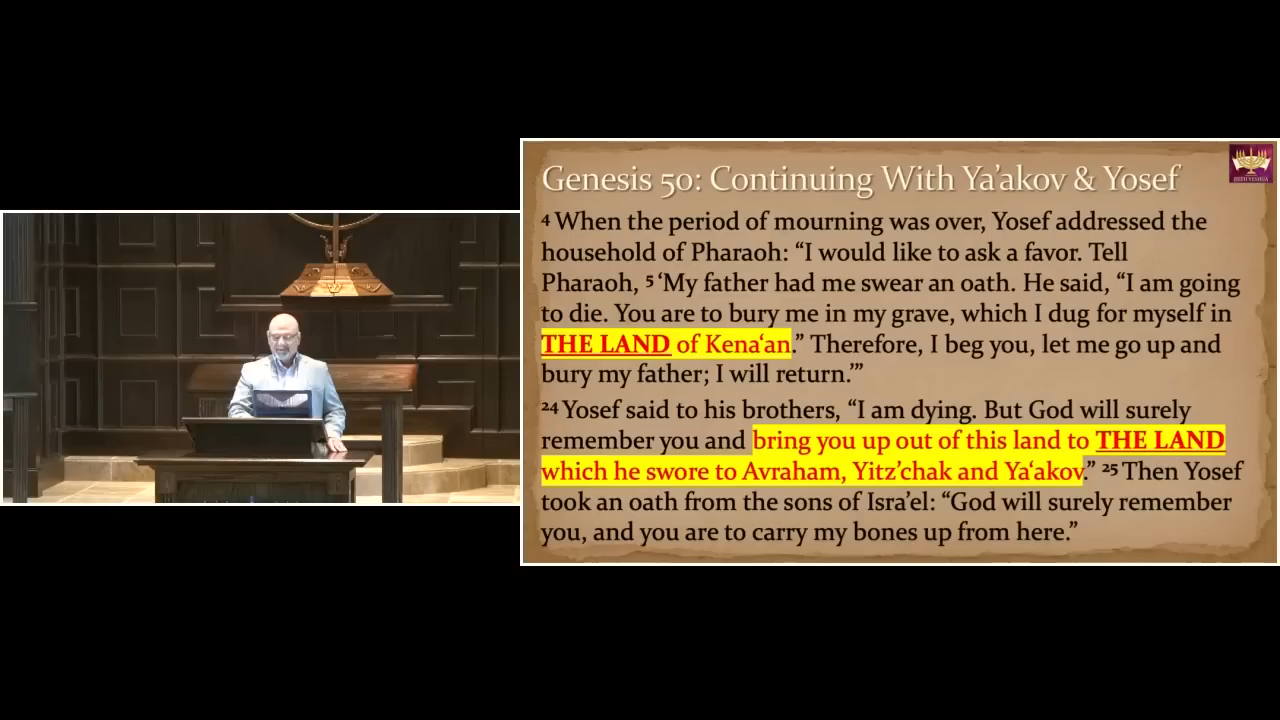 Genesis 50: Continuing With Ya’akov & Yosef
BETH YESHUA
4 When the period of mourning was over, Yosef addressed the
household of Pharaoh: “I would like to ask a favor. Tell
Pharaoh, 5 ‘My father had me swear an oath. He said, “I am going
to die. You are to bury me in my grave, which I dug for myself in
THE LAND of Kena‘an.” Therefore, I beg you, let me go up and
bury my father; I will return.’”
24 Yosef said to his brothers, “I am dying. But God will surely
remember you and bring you up out of this land to THE LAND
which he swore to Avraham, Yitz’chak and Ya‘akov.” 25 Then Yosef
took an oath from the sons of Isra’el: “God will surely remember
you, and you are to carry my bones up from here.”